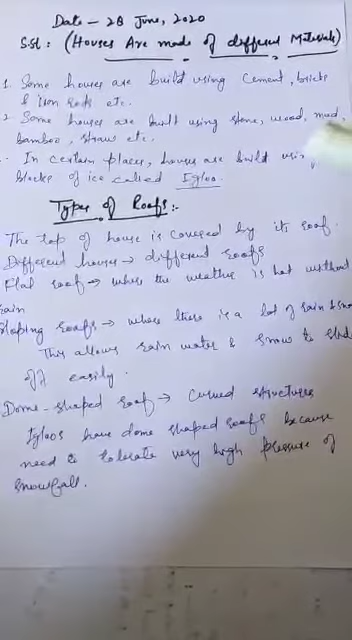 Date - 28 June, 2020
S.St : (Houses Are made of different Materials)
1. Some houses are build using Cement, bricks
& iron rods etc.
2. Some houses are built using stone, wood, mud,
bamboo, straw etc.
. In certain places, houses are build usin
blocks of ice called Igloo.
Types of Roofs:-
The top of house is covered by its roof.
Different houses → different roofs
Flat roof → where the weather is hot without
rain
Sloping roofs → where there is a lot of rain & sno
This allows rain water & snow to slide
off easily.
Dome-shaped roof → curved structures
Igloos have dome shaped roofs because
need to tolerate very high pressure of
snowfall.